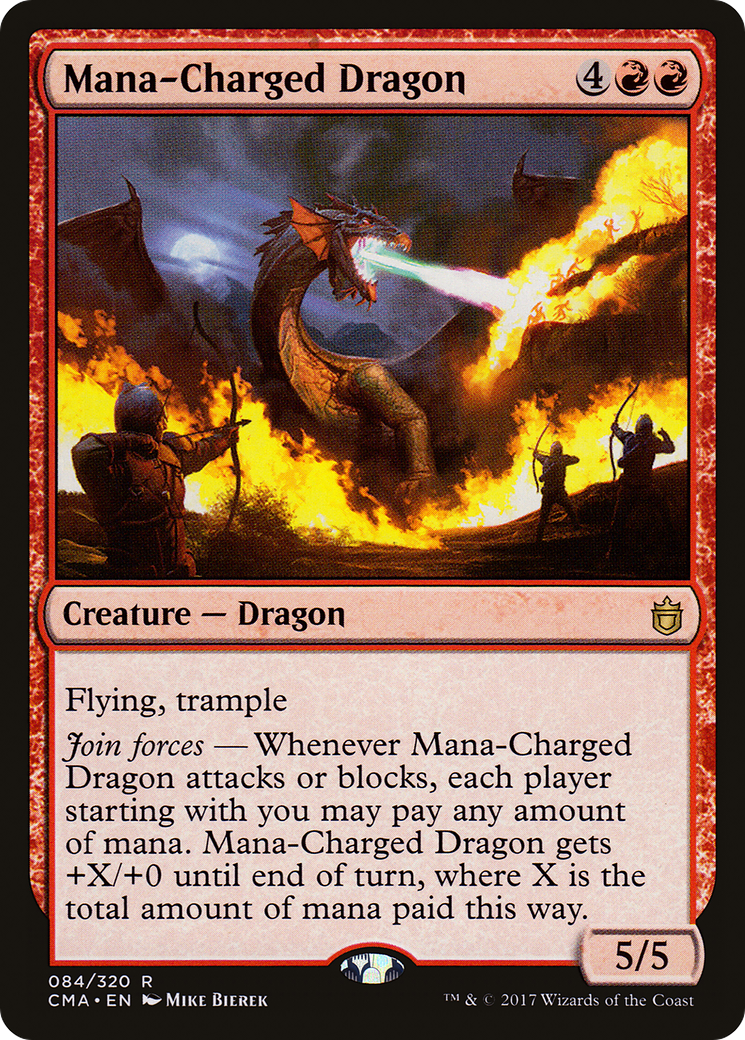 Mana-Charged Dragon 4
Creature — Dragon
Flying, trample
Join forces — Whenever Mana-Charged
Dragon attacks or blocks, each player
starting with you may pay any amount
of mana. Mana-Charged Dragon gets
+X/+0 until end of turn, where X is the
total amount of mana paid this way.
5/5
084/320 R
CMA • EN Mike Bierek
™ & © 2017 Wizards of the Coast